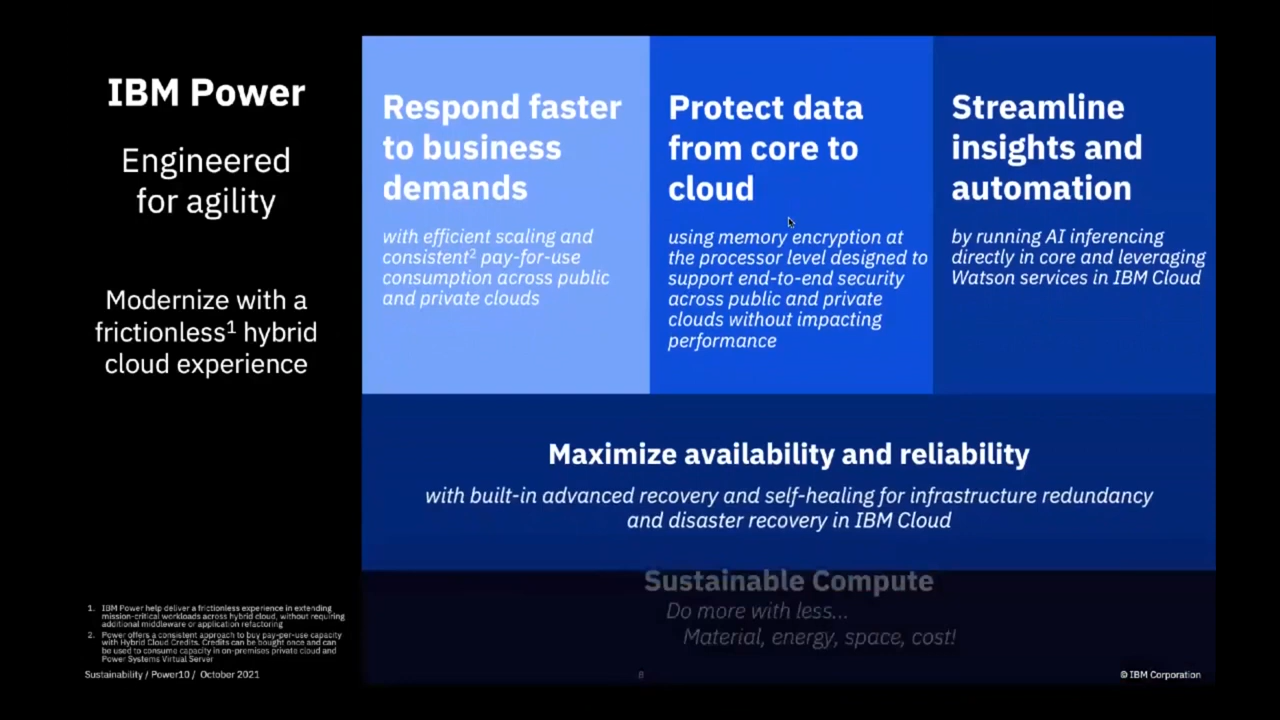 IBM Power
Engineered
for agility
Modernize with a
frictionless¹ hybrid
cloud experience
1. IBM Power help deliver a frictionless experience in extending
mission-critical workloads across hybrid cloud, without requiring
additional middleware or application refactoring
2. Power offers a consistent approach to buy pay-per-use capacity
with Hybrid Cloud Credits. Credits can be bought once and can
be used to consume capacity in on-premises private cloud and
Power Systems Virtual Server
Sustainability / Power10 / October 2021
Respond faster
to business
demands
with efficient scaling and
consistent² pay-for-use
consumption across public
and private clouds
Protect data
from core to
cloud
using memory encryption at
the processor level designed to
support end-to-end security
across public and private
clouds without impacting
performance
Streamline
insights and
automation
by running AI inferencing
directly in core and leveraging
Watson services in IBM Cloud
Maximize availability and reliability
with built-in advanced recovery and self-healing for infrastructure redundancy
and disaster recovery in IBM Cloud
Sustainable Compute
Do more with less...
Material, energy, space, cost!
8
© IBM Corporation